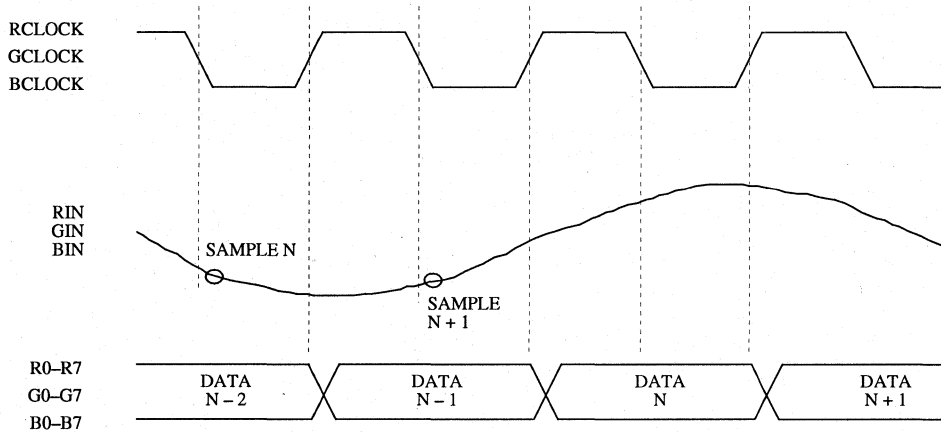 RCLOCK
GCLOCK
BCLOCK
RIN
GIN
BIN
SAMPLE N
SAMPLE
N + 1
R0–R7
G0–G7
B0–B7
DATA
N – 2
DATA
N – 1
DATA
N
DATA
N + 1